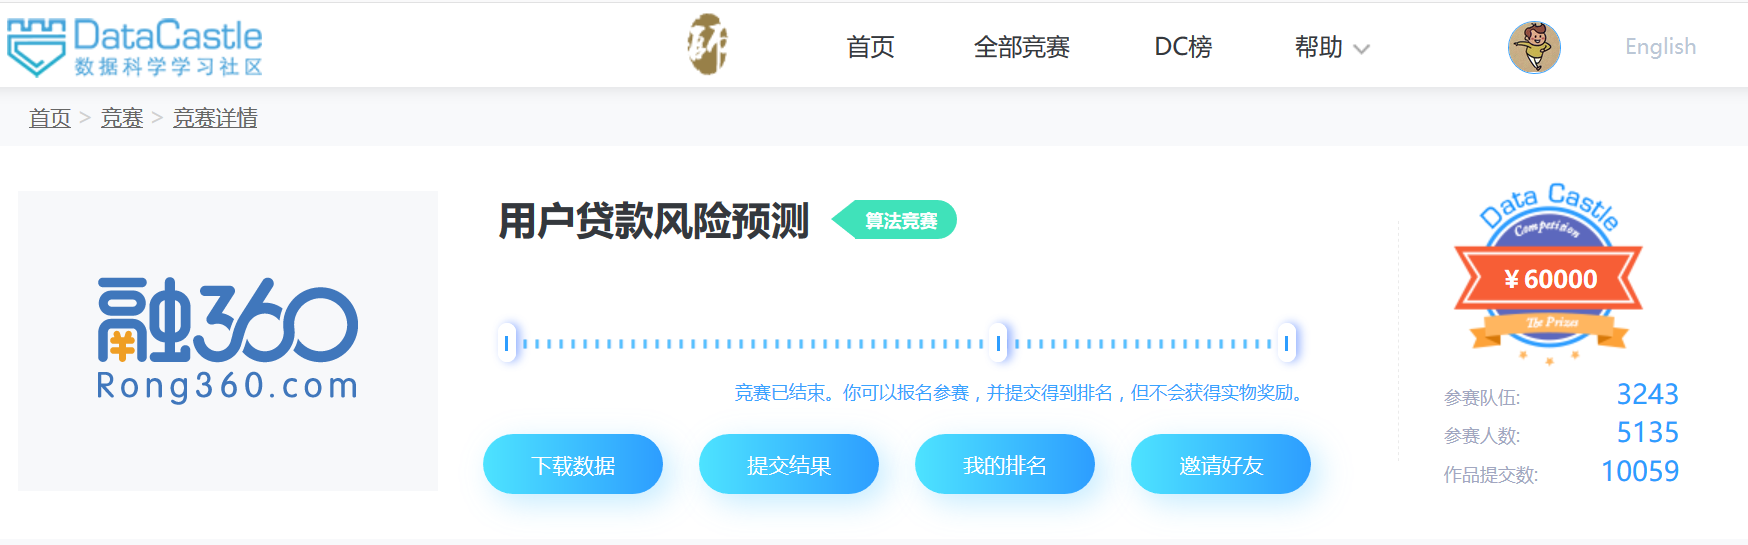 DataCastle
数据科学学习社区
師
首页
全部竞赛
DC榜
帮助
English
首页 > 竞赛 > 竞赛详情
用户贷款风险预测
算法竞赛
融360
Rong360.com
竞赛已结束。你可以报名参赛，并提交得到排名，但不会获得实物奖励。
下载数据
提交结果
我的排名
邀请好友
Data Castle
Competition
¥ 60000
The Prizes
参赛队伍: 3243
参赛人数: 5135
作品提交数: 10059